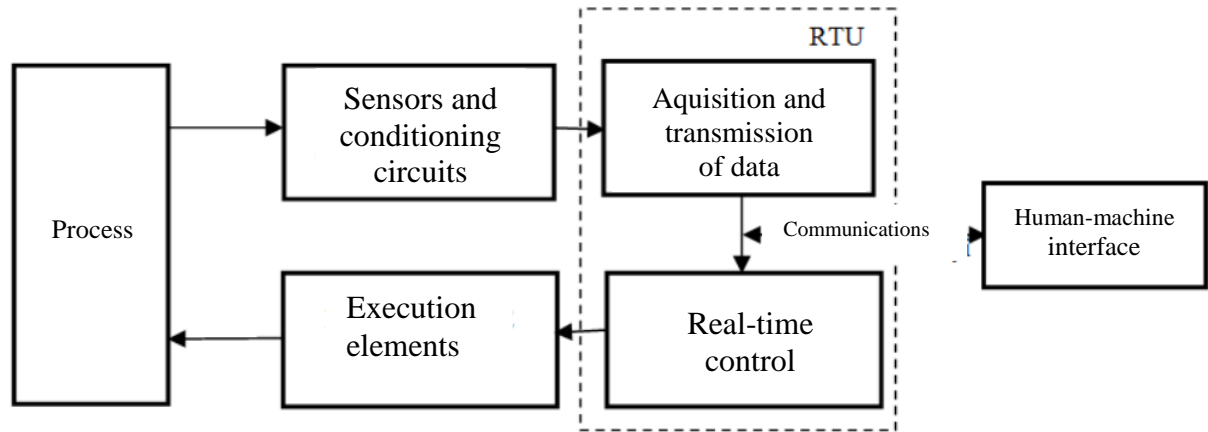 RTU
Process
Sensors and
conditioning
circuits
Aquisition and
transmission
of data
Communications
Human-machine
interface
Execution
elements
Real-time
control